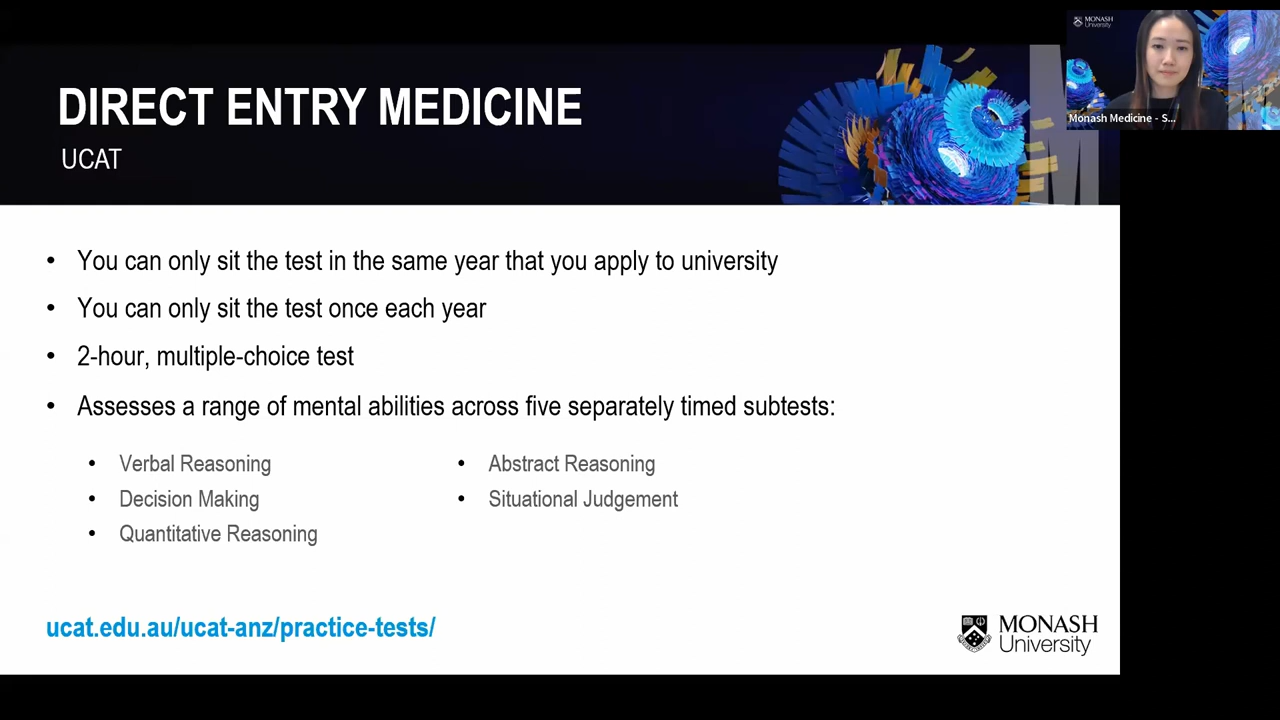 DIRECT ENTRY MEDICINE
UCAT
MONASH
University
Monash Medicine - S...
• You can only sit the test in the same year that you apply to university
• You can only sit the test once each year
• 2-hour, multiple-choice test
• Assesses a range of mental abilities across five separately timed subtests:
• Verbal Reasoning
• Decision Making
• Quantitative Reasoning
• Abstract Reasoning
• Situational Judgement
ucat.edu.au/ucat-anz/practice-tests/
MONASH
University